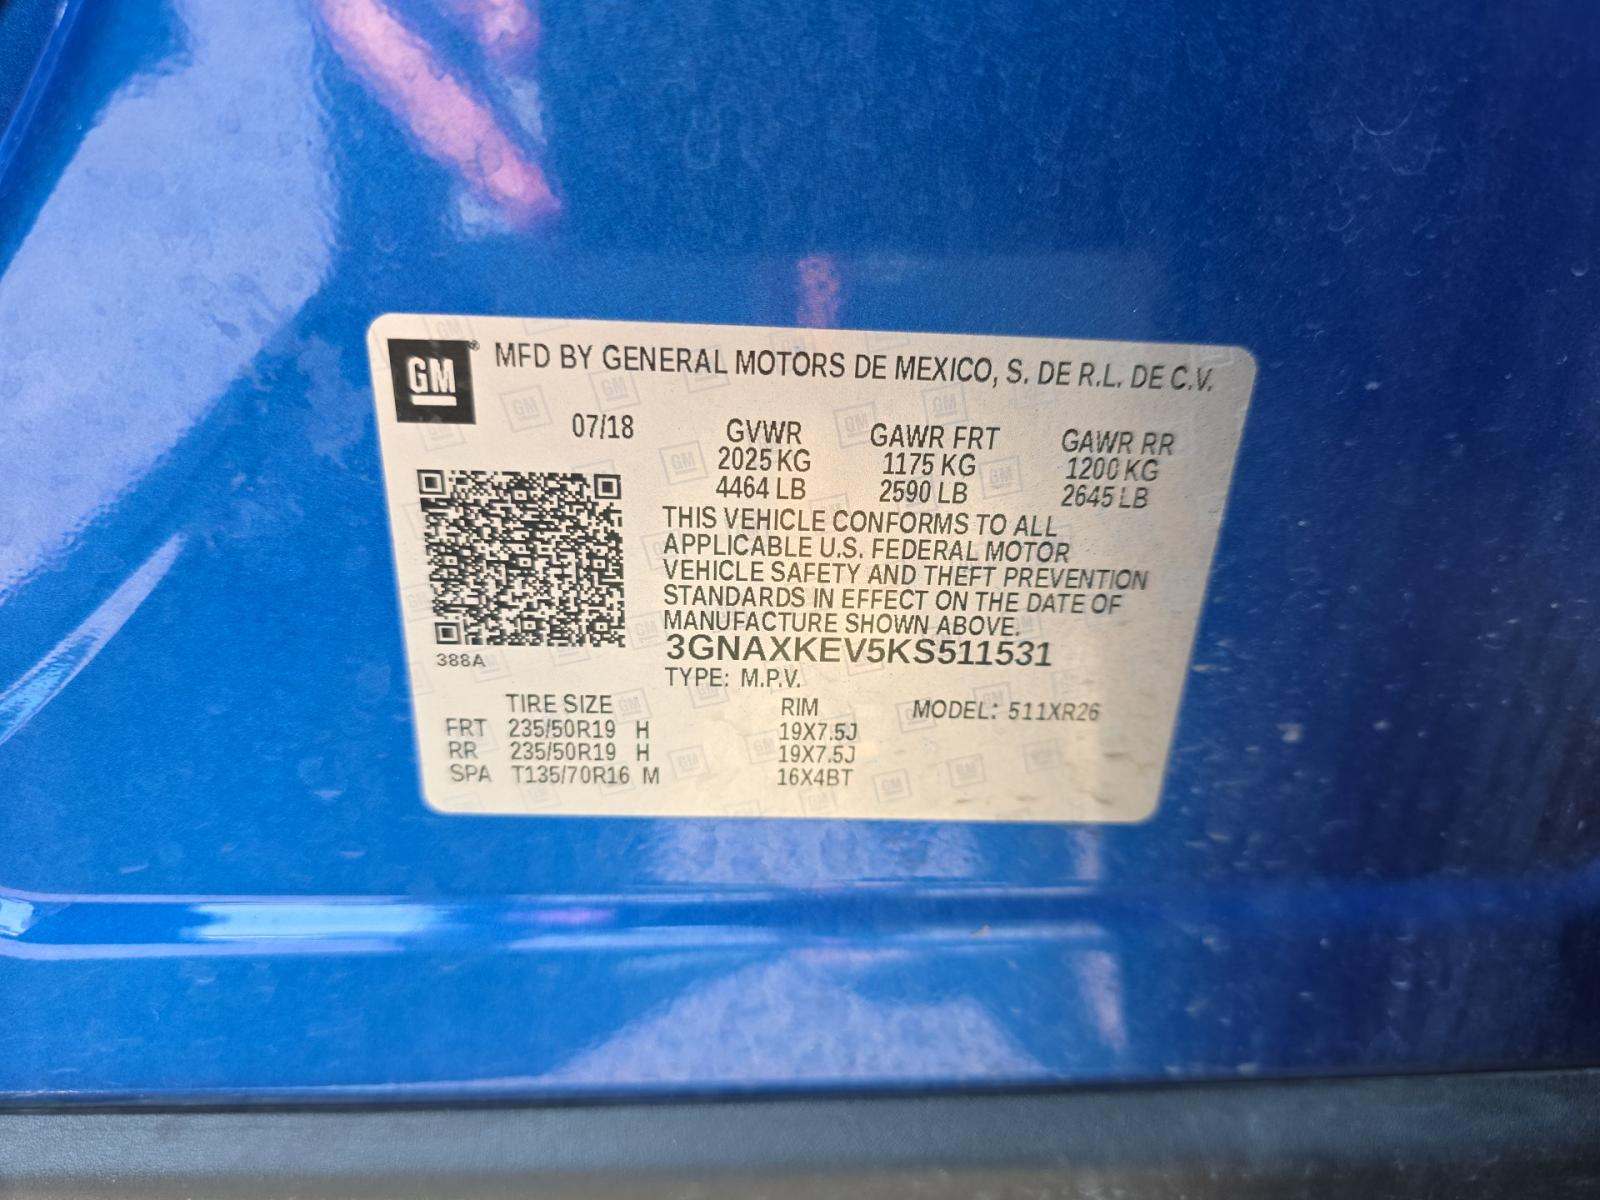 GM ® MFD BY GENERAL MOTORS DE MEXICO, S. DE R.L. DE C.V.
07/18 GVWR GAWR FRT GAWR RR
2025 KG 1175 KG 1200 KG
4464 LB 2590 LB 2645 LB
THIS VEHICLE CONFORMS TO ALL
APPLICABLE U.S. FEDERAL MOTOR
VEHICLE SAFETY AND THEFT PREVENTION
STANDARDS IN EFFECT ON THE DATE OF
MANUFACTURE SHOWN ABOVE.
3GNAXKEV5KS511531
388A
TYPE: M.P.V.
TIRE SIZE RIM MODEL: 511XR26
FRT 235/50R19 H 19X7.5J
RR 235/50R19 H 19X7.5J
SPA T135/70R16 M 16X4BT